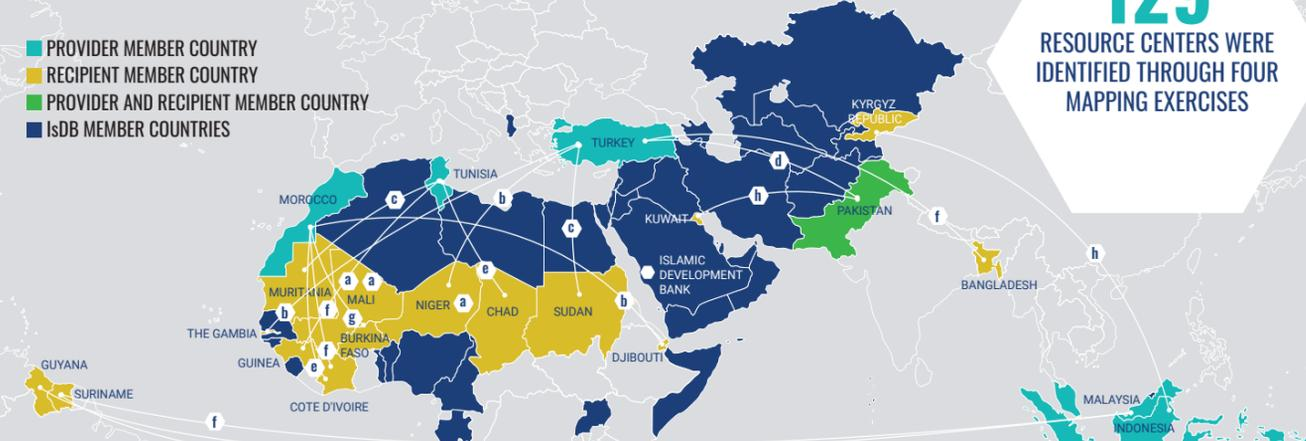 PROVIDER MEMBER COUNTRY
RECIPIENT MEMBER COUNTRY
PROVIDER AND RECIPIENT MEMBER COUNTRY
IsDB MEMBER COUNTRIES
RESOURCE CENTERS WERE
IDENTIFIED THROUGH FOUR
MAPPING EXERCISES
KYRGYZ
REPUBLIC
TURKEY
d
TUNISIA
MOROCCO
c
b
h
PAKISTAN
f
KUWAIT
c
h
ISLAMIC
DEVELOPMENT
BANK
e
a
a
MURITANIA
MALI
NIGER
a
CHAD
SUDAN
b
BANGLADESH
b
f
g
THE GAMBIA
BURKINA
FASO
f
DJIBOUTI
GUINEA
e
GUYANA
SURINAME
COTE D'IVOIRE
MALAYSIA
INDONESIA
f